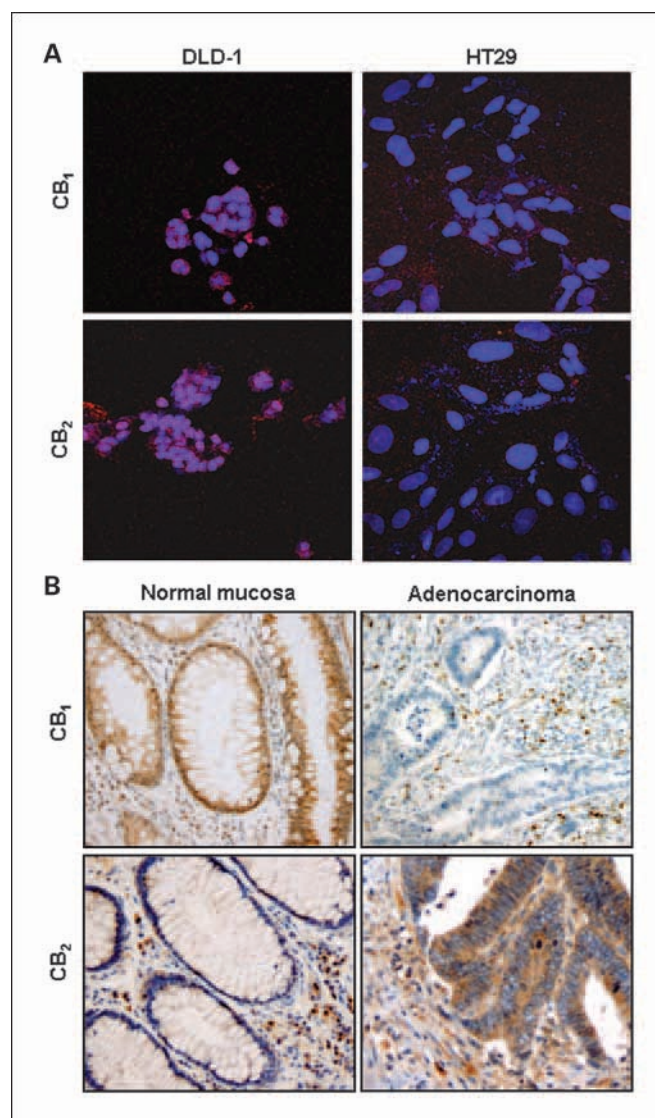 A
DLD-1 HT29
CB₁
CB₂
B
Normal mucosa Adenocarcinoma
CB₁
CB₂